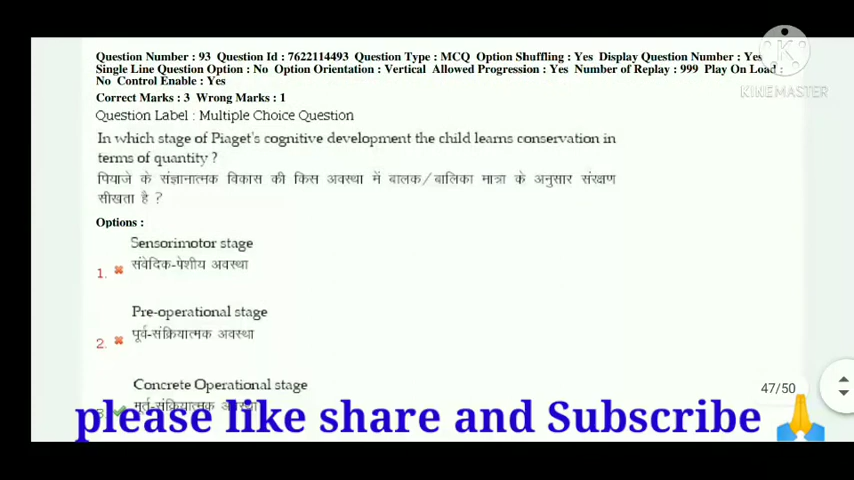 Question Number : 93 Question Id : 7622114493 Question Type : MCQ Option Shuffling : Yes Display Question Number : Yes
Single Line Question Option : No Option Orientation : Vertical Allowed Progression : Yes Number of Replay : 999 Play On Load :
No Control Enable : Yes
KINEMASTER
Correct Marks : 3 Wrong Marks : 1
Question Label : Multiple Choice Question
In which stage of Piaget's cognitive development the child learns conservation in
terms of quantity ?
पियाजे के संज्ञानात्मक विकास की किस अवस्था में बालक/बालिका मात्रा के अनुसार संरक्षण
सीखता है ?
Options :
Sensorimotor stage
संवेदिक-पेशीय अवस्था
1.
Pre-operational stage
पूर्व-संक्रियात्मक अवस्था
2.
Concrete Operational stage
47/50
मूर्त-संक्रियात्मक अवस्था
3.
please like share and Subscribe